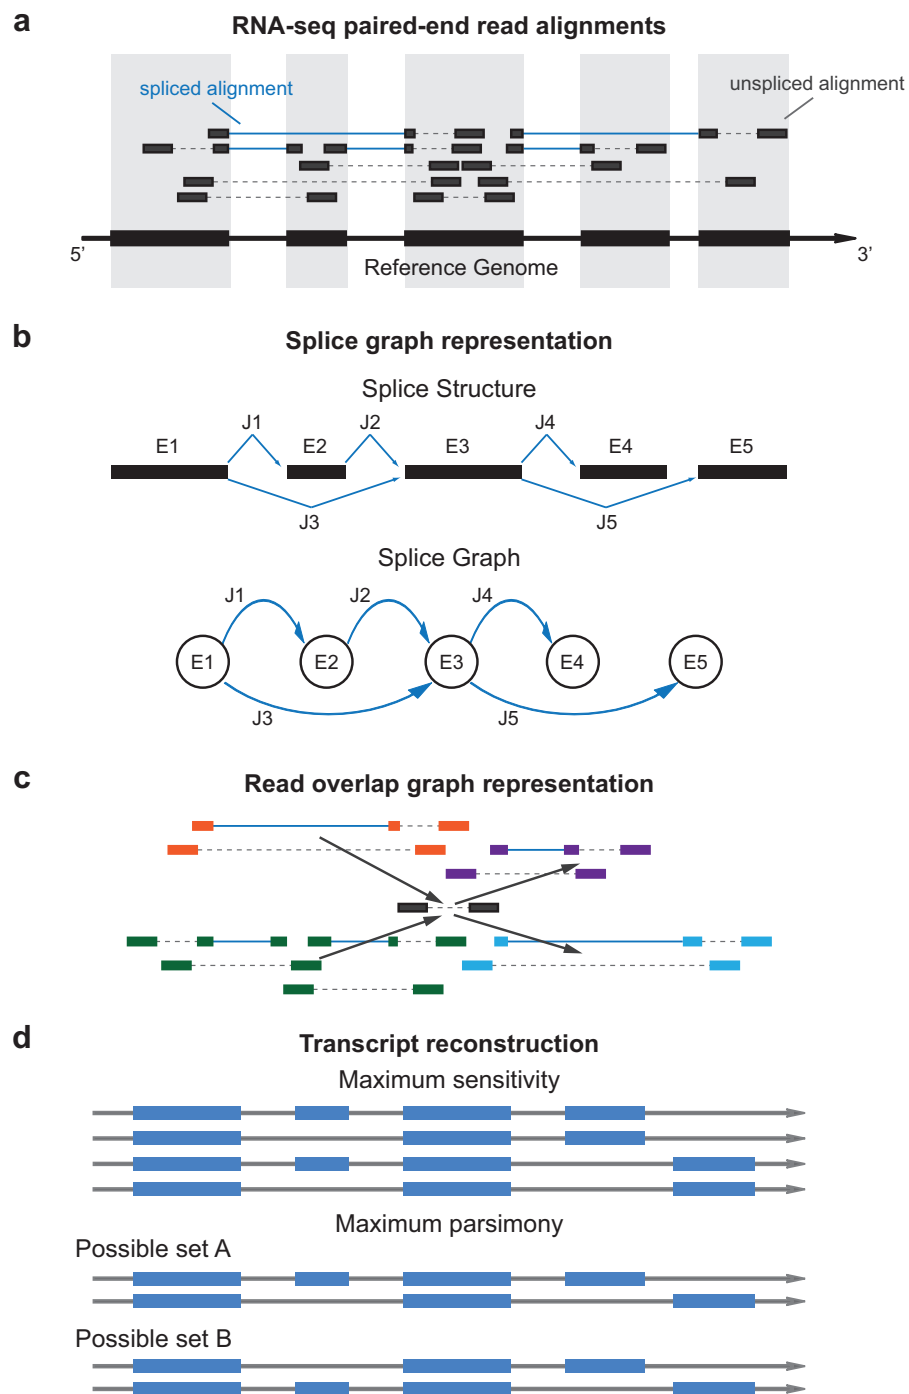 a
RNA-seq paired-end read alignments
spliced alignment
unspliced alignment
5’
3’
Reference Genome
b
Splice graph representation
Splice Structure
J1
J2
J4
E1
E2
E3
E4
E5
J3
J5
Splice Graph
J1
J2
J4
E1
E2
E3
E4
E5
J3
J5
c
Read overlap graph representation
d
Transcript reconstruction
Maximum sensitivity
Maximum parsimony
Possible set A
Possible set B